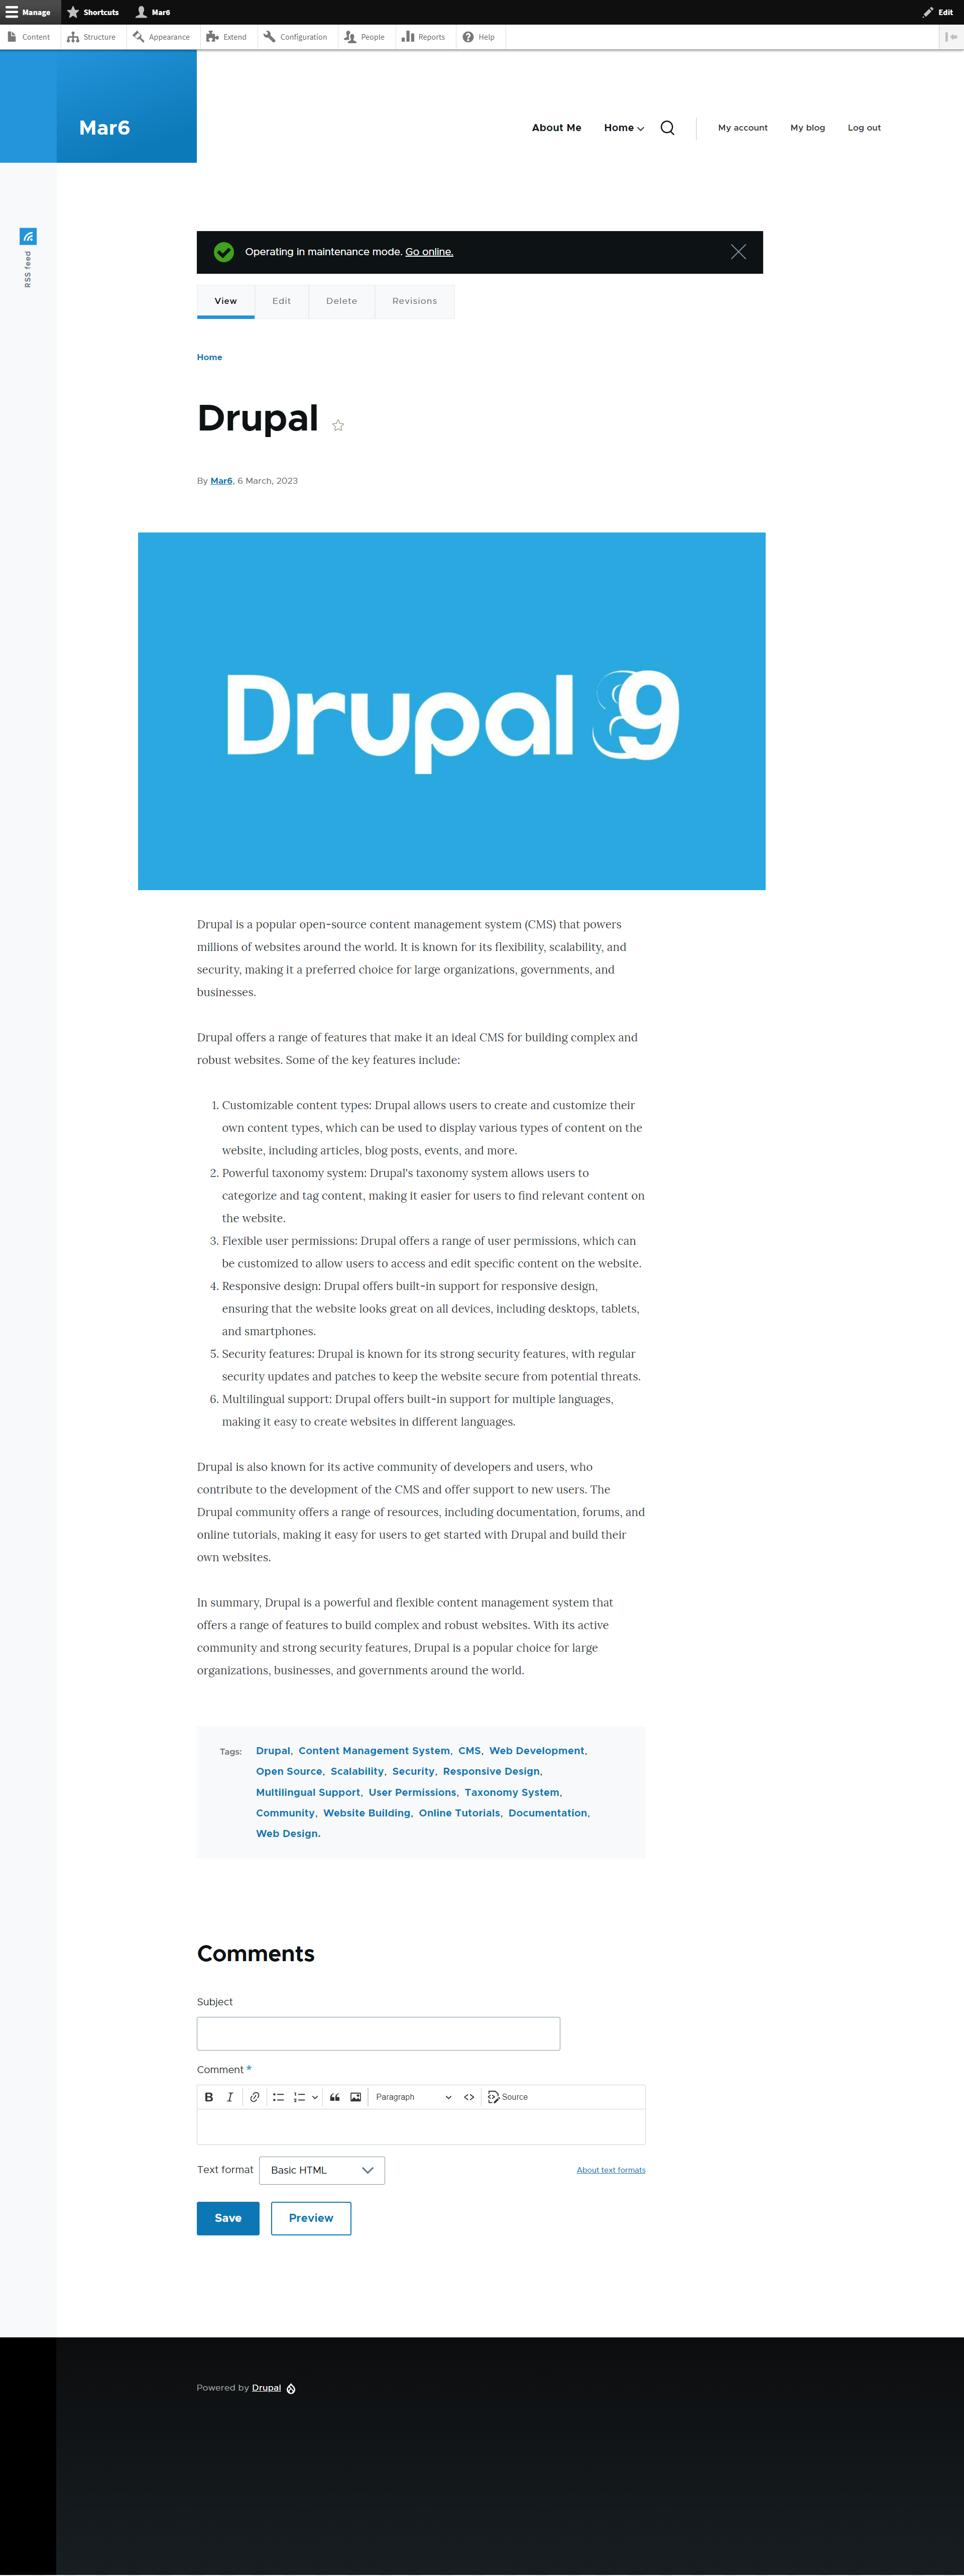 Manage Shortcuts Mar6 Edit
Content Structure Appearance Extend Configuration People Reports Help
Mar6
About Me Home My account My blog Log out
RSS feed
Operating in maintenance mode. Go online.
View Edit Delete Revisions
Home
Drupal
By Mar6, 6 March, 2023
Drupal 9
Drupal is a popular open-source content management system (CMS) that powers
millions of websites around the world. It is known for its flexibility, scalability, and
security, making it a preferred choice for large organizations, governments, and
businesses.
Drupal offers a range of features that make it an ideal CMS for building complex and
robust websites. Some of the key features include:
1. Customizable content types: Drupal allows users to create and customize their
own content types, which can be used to display various types of content on the
website, including articles, blog posts, events, and more.
2. Powerful taxonomy system: Drupal's taxonomy system allows users to
categorize and tag content, making it easier for users to find relevant content on
the website.
3. Flexible user permissions: Drupal offers a range of user permissions, which can
be customized to allow users to access and edit specific content on the website.
4. Responsive design: Drupal offers built-in support for responsive design,
ensuring that the website looks great on all devices, including desktops, tablets,
and smartphones.
5. Security features: Drupal is known for its strong security features, with regular
security updates and patches to keep the website secure from potential threats.
6. Multilingual support: Drupal offers built-in support for multiple languages,
making it easy to create websites in different languages.
Drupal is also known for its active community of developers and users, who
contribute to the development of the CMS and offer support to new users. The
Drupal community offers a range of resources, including documentation, forums, and
online tutorials, making it easy for users to get started with Drupal and build their
own websites.
In summary, Drupal is a powerful and flexible content management system that
offers a range of features to build complex and robust websites. With its active
community and strong security features, Drupal is a popular choice for large
organizations, businesses, and governments around the world.
Tags: Drupal, Content Management System, CMS, Web Development,
Open Source, Scalability, Security, Responsive Design,
Multilingual Support, User Permissions, Taxonomy System,
Community, Website Building, Online Tutorials, Documentation,
Web Design.
Comments
Subject
Comment *
B I Paragraph Source
Text format Basic HTML About text formats
Save Preview
Powered by Drupal